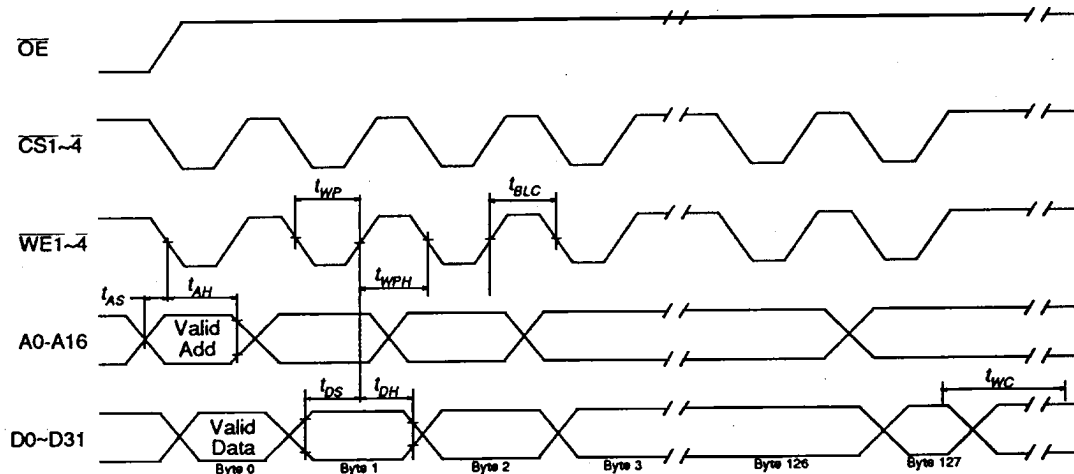 OE
CS1~4
tWP
tBLC
WE1~4
tWPH
tAS
tAH
A0-A16
Valid
Add
tDS
tDH
tWC
D0~D31
Valid
Data
Byte 0
Byte 1
Byte 2
Byte 3
Byte 126
Byte 127